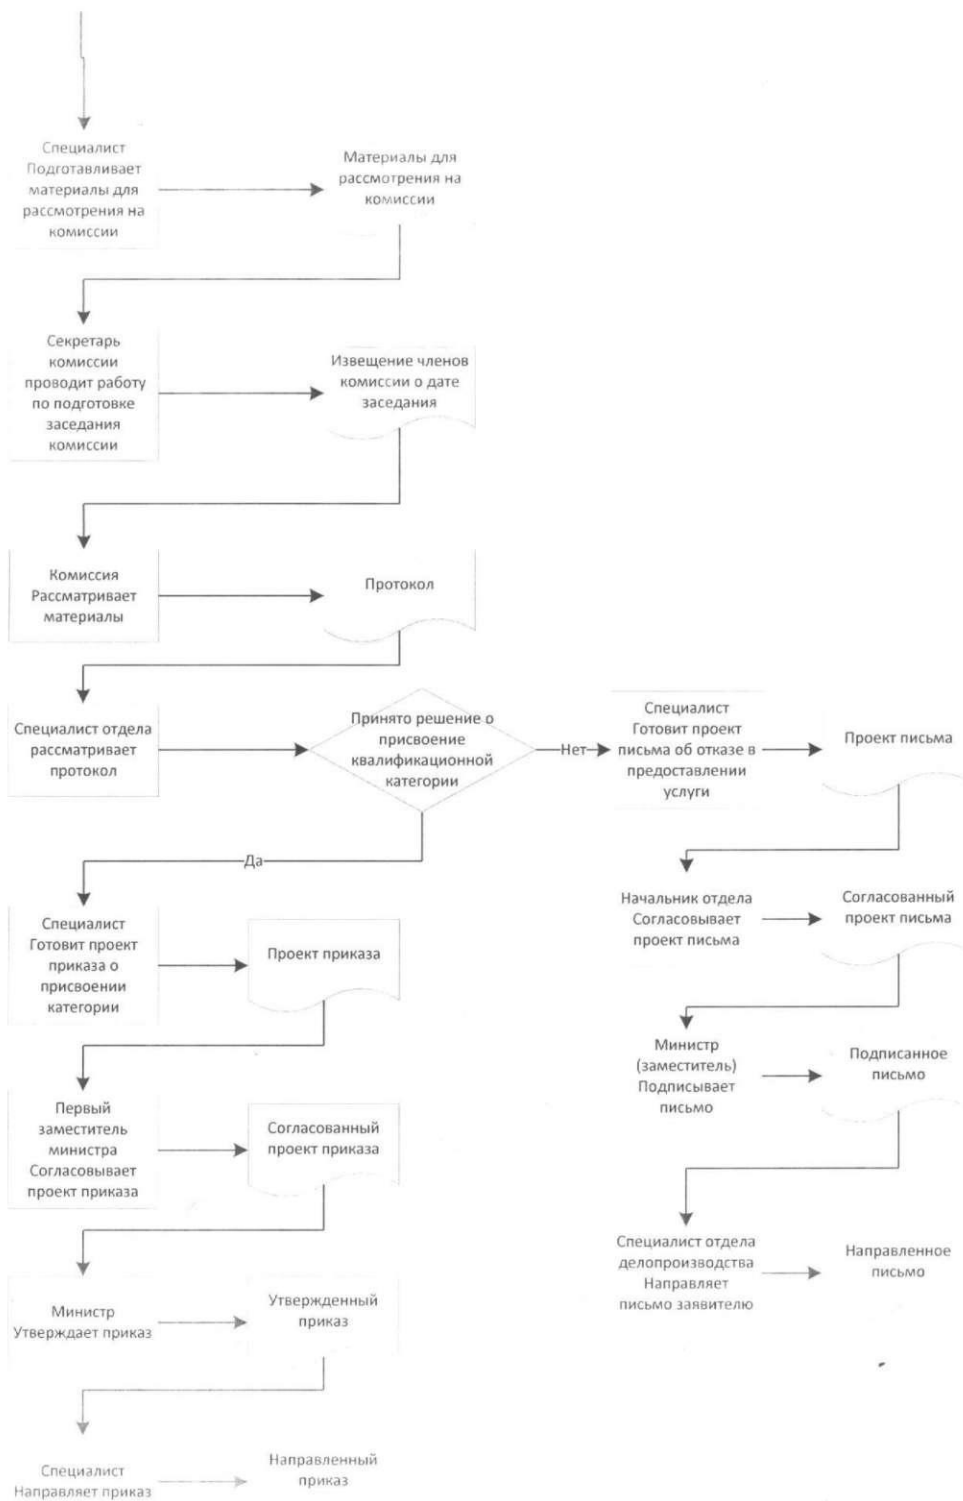 Специалист
Подготавливает
материалы для
рассмотрения на
комиссии
Материалы для
рассмотрения на
комиссии
Секретарь
комиссии
проводит работу
по подготовке
заседания
комиссии
Извещение членов
комиссии о дате
заседания
Комиссия
Рассматривает
материалы
Протокол
Специалист отдела
рассматривает
протокол
Принято решение о
присвоение
квалификационной
категории
Нет
Специалист
Готовит проект
письма об отказе в
предоставлении
услуги
Проект письма
Да
Начальник отдела
Согласовывает
проект письма
Согласованный
проект письма
Специалист
Готовит проект
приказа о
присвоении
категории
Проект приказа
Министр
(заместитель)
Подписывает
письмо
Подписанное
письмо
Первый
заместитель
министра
Согласовывает
проект приказа
Согласованный
проект приказа
Специалист отдела
делопроизводства
Направляет
письмо заявителю
Направленное
письмо
Министр
Утверждает приказ
Утвержденный
приказ
Специалист
Направляет приказ
Направленный
приказ